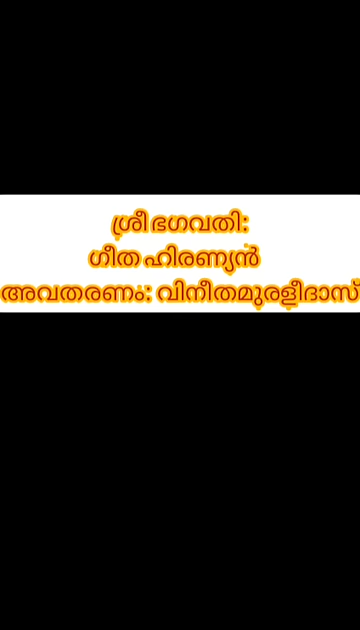 ശ്രീ ഭഗവതി:
ഗീത ഹിരണ്യൻ
അവതരണം: വിനീതമുരളീദാസ്